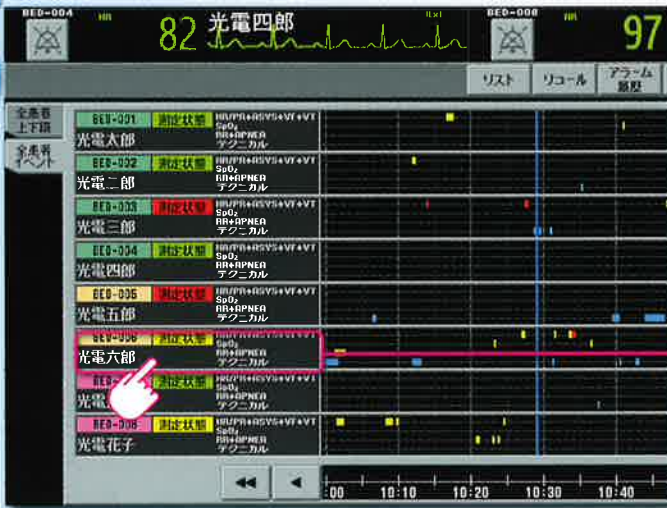 BED-004 HR 82 光電四郎 (Lx) BED-008 HR 97
リスト リコール アラーム履歴
全患者上下限
全患者イベント
BED-001 測定状態 HR/PR+ASYS+VF+VT
SpO₂
光電太郎 RR+APNEA
テクニカル
BED-002 測定状態 HR/PR+ASYS+VF+VT
SpO₂
光電二郎 RR+APNEA
テクニカル
BED-003 測定状態 HR/PR+ASYS+VF+VT
SpO₂
光電三郎 RR+APNEA
テクニカル
BED-004 測定状態 HR/PR+ASYS+VF+VT
SpO₂
光電四郎 RR+APNEA
テクニカル
BED-005 測定状態 HR/PR+ASYS+VF+VT
SpO₂
光電五郎 RR+APNEA
テクニカル
BED-006 測定状態 HR/PR+ASYS+VF+VT
SpO₂
光電六郎 RR+APNEA
テクニカル
測定状態 HR/PR+ASYS+VF+VT
SpO₂
光電 RR+APNEA
テクニカル
BED-008 測定状態 HR/PR+ASYS+VF+VT
SpO₂
光電花子 RR+APNEA
テクニカル
:00 10:10 10:20 10:30 10:40